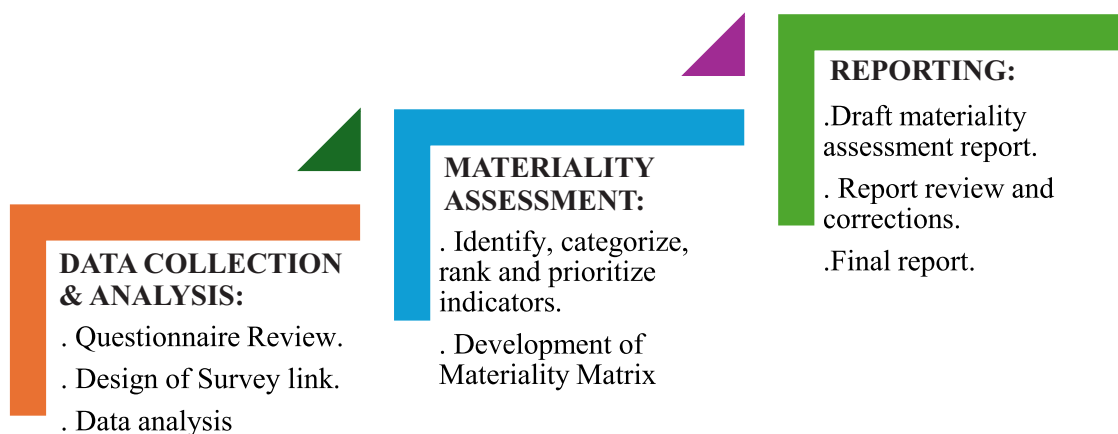 DATA COLLECTION
& ANALYSIS:
. Questionnaire Review.
. Design of Survey link.
. Data analysis
MATERIALITY
ASSESSMENT:
. Identify, categorize,
rank and prioritize
indicators.
. Development of
Materiality Matrix
REPORTING:
.Draft materiality
assessment report.
. Report review and
corrections.
.Final report.